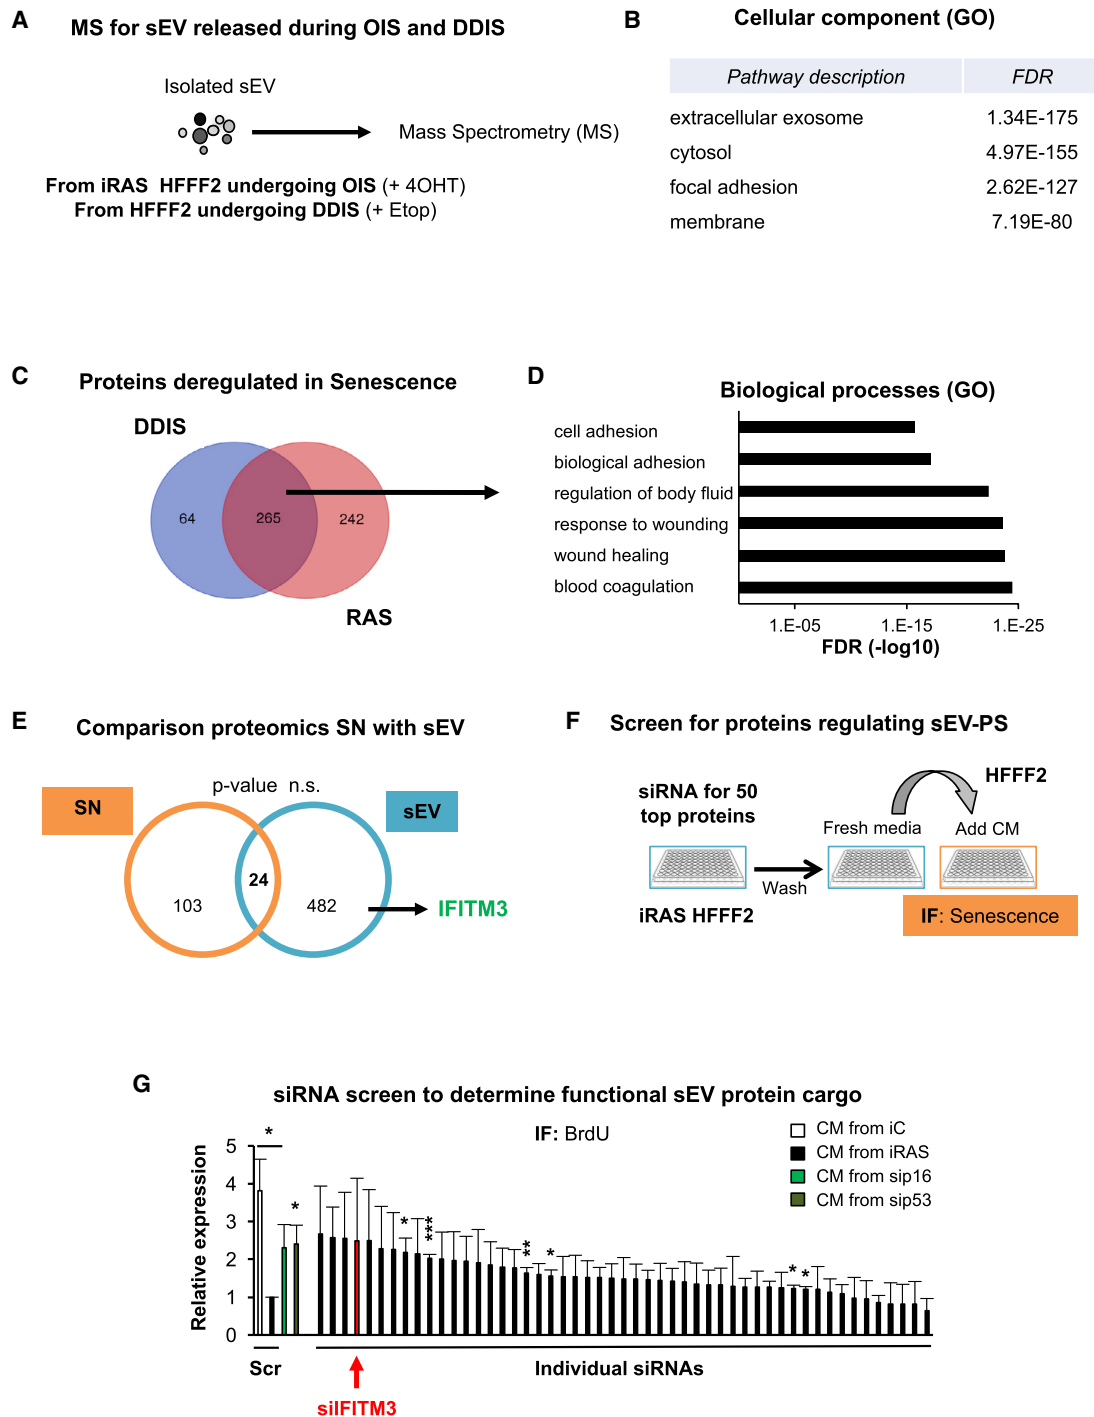 A
MS for sEV released during OIS and DDIS
Isolated sEV
Mass Spectrometry (MS)
From iRAS HFFF2 undergoing OIS (+ 4OHT)
From HFFF2 undergoing DDIS (+ Etop)
B
Cellular component (GO)
Pathway description FDR
extracellular exosome 1.34E-175
cytosol 4.97E-155
focal adhesion 2.62E-127
membrane 7.19E-80
C
Proteins deregulated in Senescence
DDIS
64 265 242
RAS
D
Biological processes (GO)
cell adhesion
biological adhesion
regulation of body fluid
response to wounding
wound healing
blood coagulation
1.E-05 1.E-15 1.E-25
FDR (-log10)
E
Comparison proteomics SN with sEV
p-value n.s.
SN
sEV
24
103 482
IFITM3
F
Screen for proteins regulating sEV-PS
HFFF2
siRNA for 50
top proteins
Fresh media Add CM
Wash
iRAS HFFF2
IF: Senescence
G
siRNA screen to determine functional sEV protein cargo
IF: BrdU
CM from iC
CM from iRAS
CM from sip16
CM from sip53
Relative expression
5
4
3
2
1
0
*
*
*
***
**
*
*
*
Scr
Individual siRNAs
siIFITM3